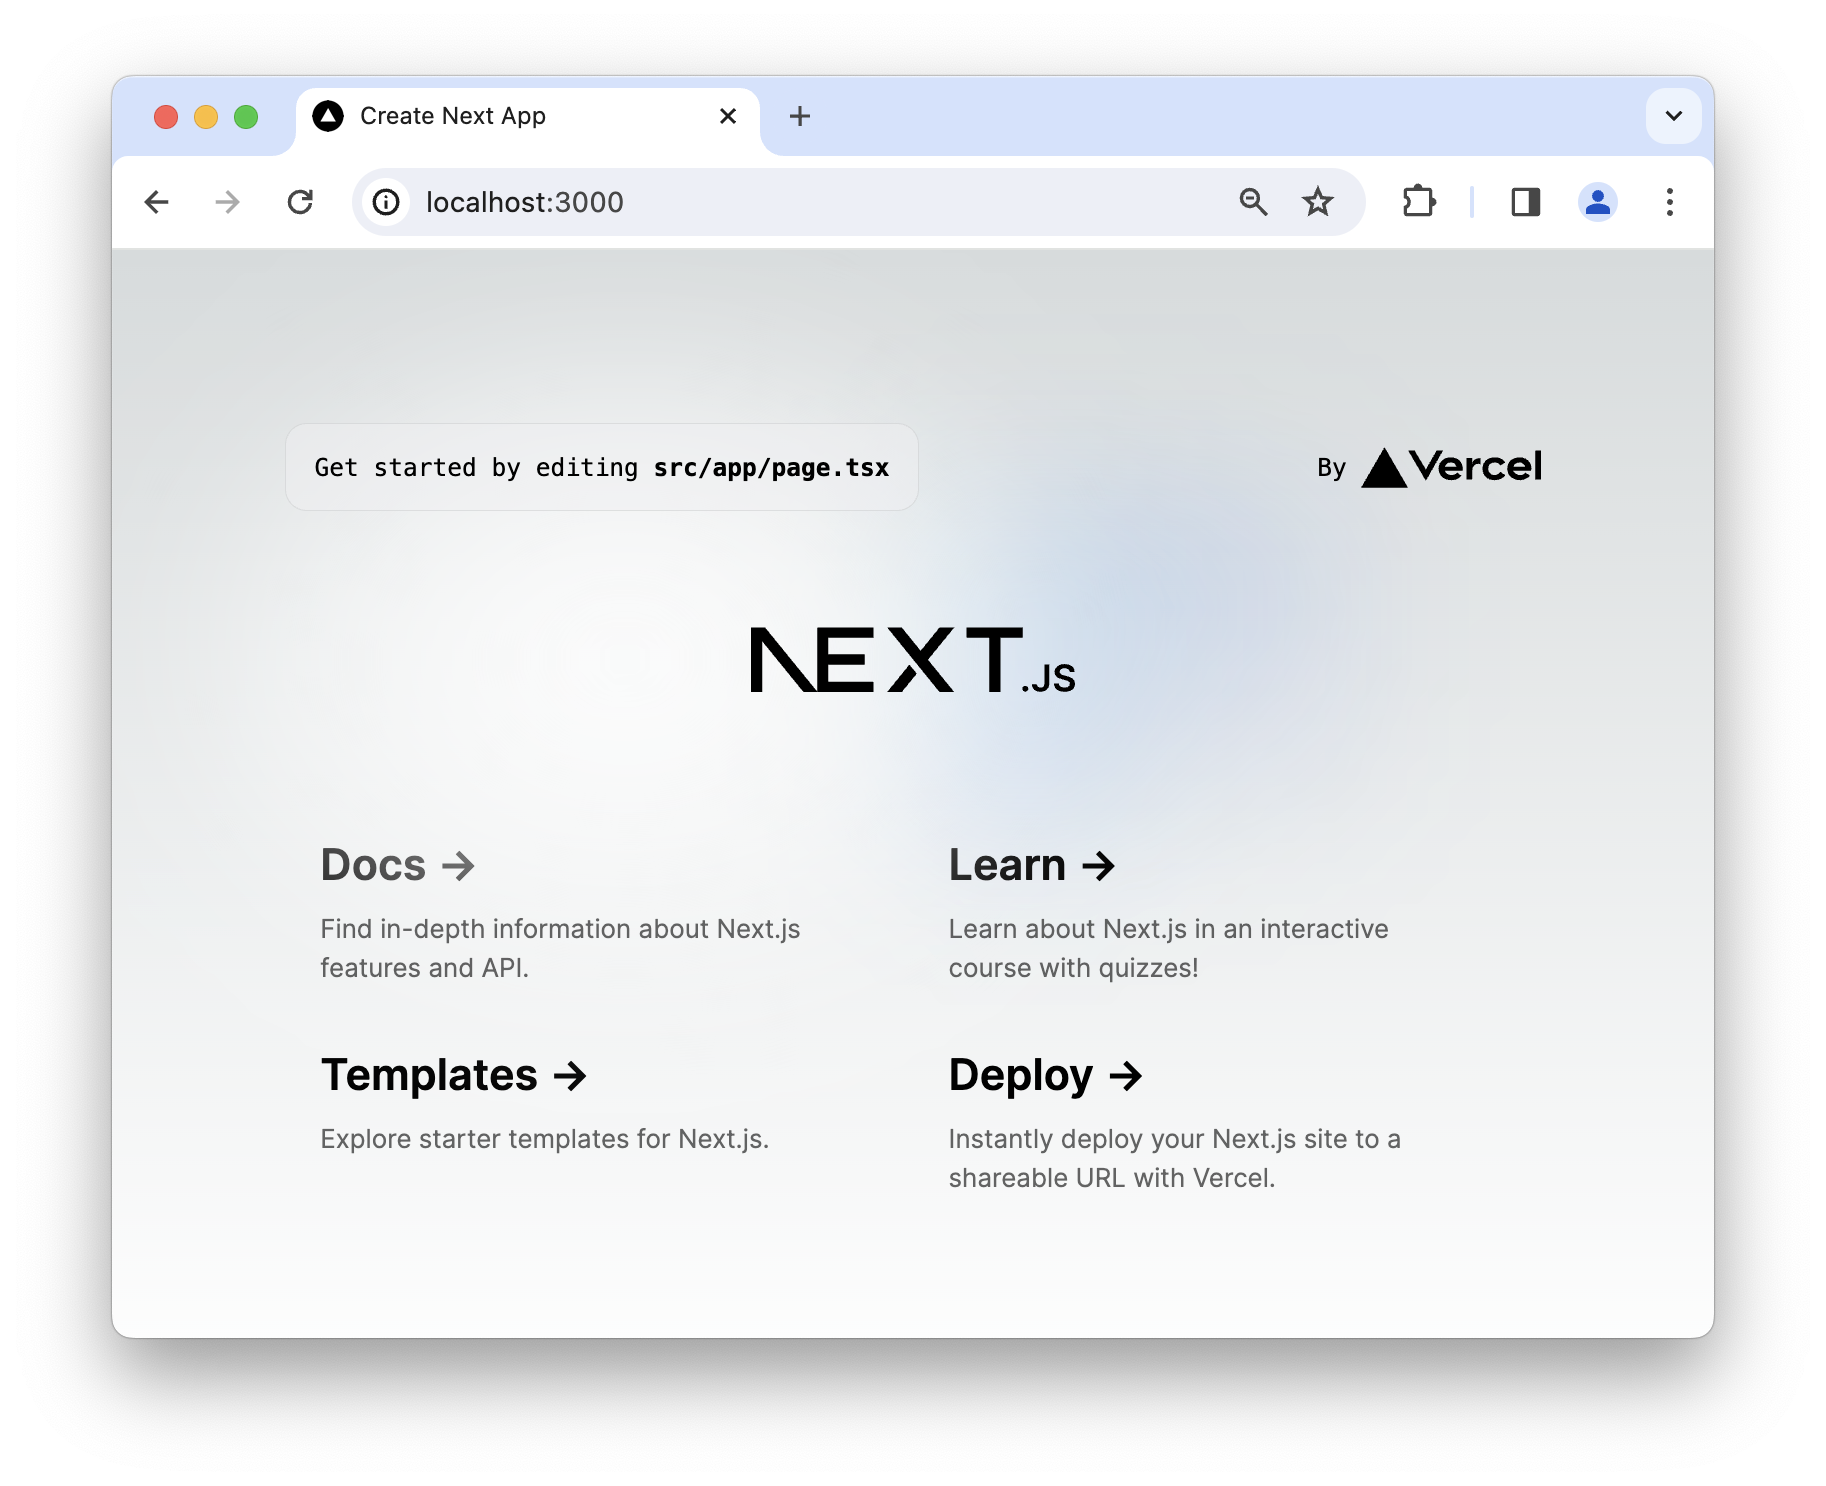 Create Next App
localhost:3000
Get started by editing src/app/page.tsx
By Vercel
NEXT.JS
Docs →
Find in-depth information about Next.js
features and API.
Learn →
Learn about Next.js in an interactive
course with quizzes!
Templates →
Explore starter templates for Next.js.
Deploy →
Instantly deploy your Next.js site to a
shareable URL with Vercel.